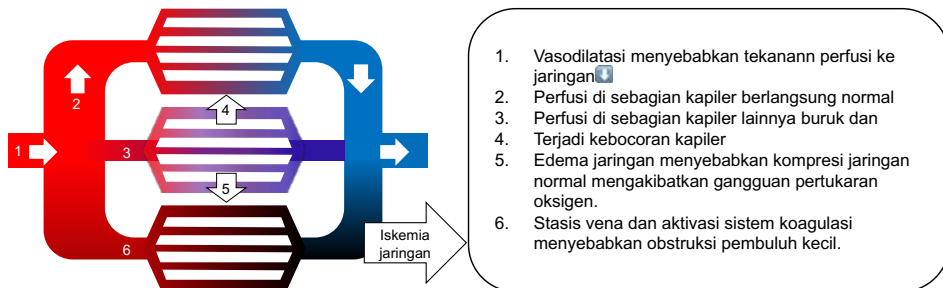 2
4
1
3
5
6
Iskemia
jaringan
1. Vasodilatasi menyebabkan tekanann perfusi ke
jaringan⬇️
2. Perfusi di sebagian kapiler berlangsung normal
3. Perfusi di sebagian kapiler lainnya buruk dan
4. Terjadi kebocoran kapiler
5. Edema jaringan menyebabkan kompresi jaringan
normal mengakibatkan gangguan pertukaran
oksigen.
6. Stasis vena dan aktivasi sistem koagulasi
menyebabkan obstruksi pembuluh kecil.